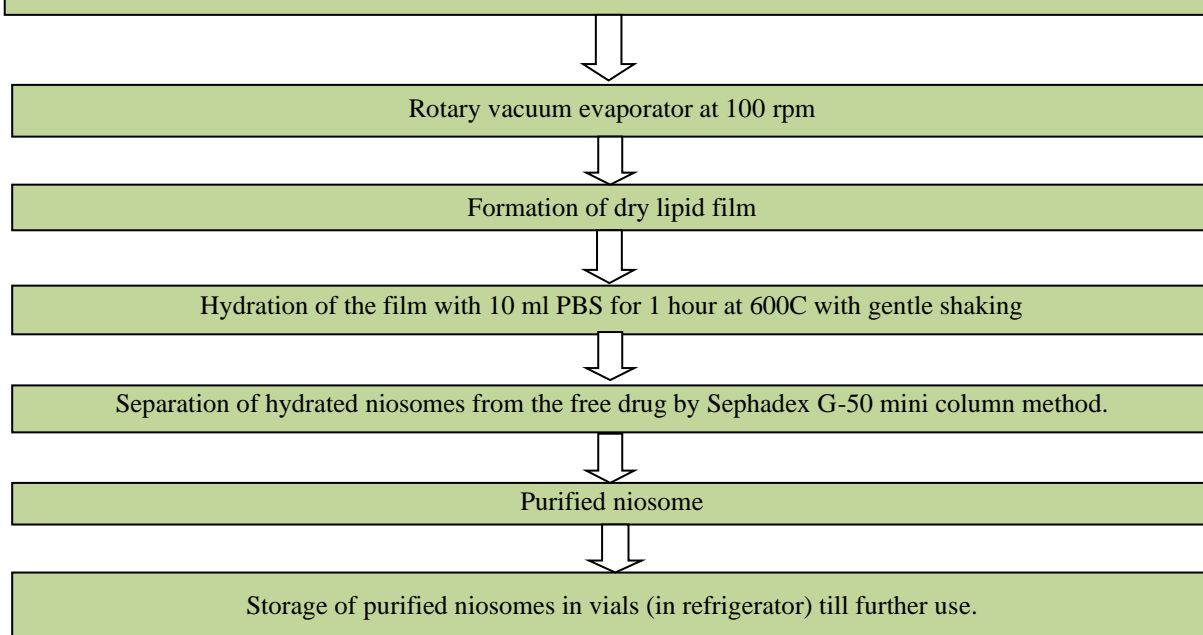 Rotary vacuum evaporator at 100 rpm
Formation of dry lipid film
Hydration of the film with 10 ml PBS for 1 hour at 600C with gentle shaking
Separation of hydrated niosomes from the free drug by Sephadex G-50 mini column method.
Purified niosome
Storage of purified niosomes in vials (in refrigerator) till further use.